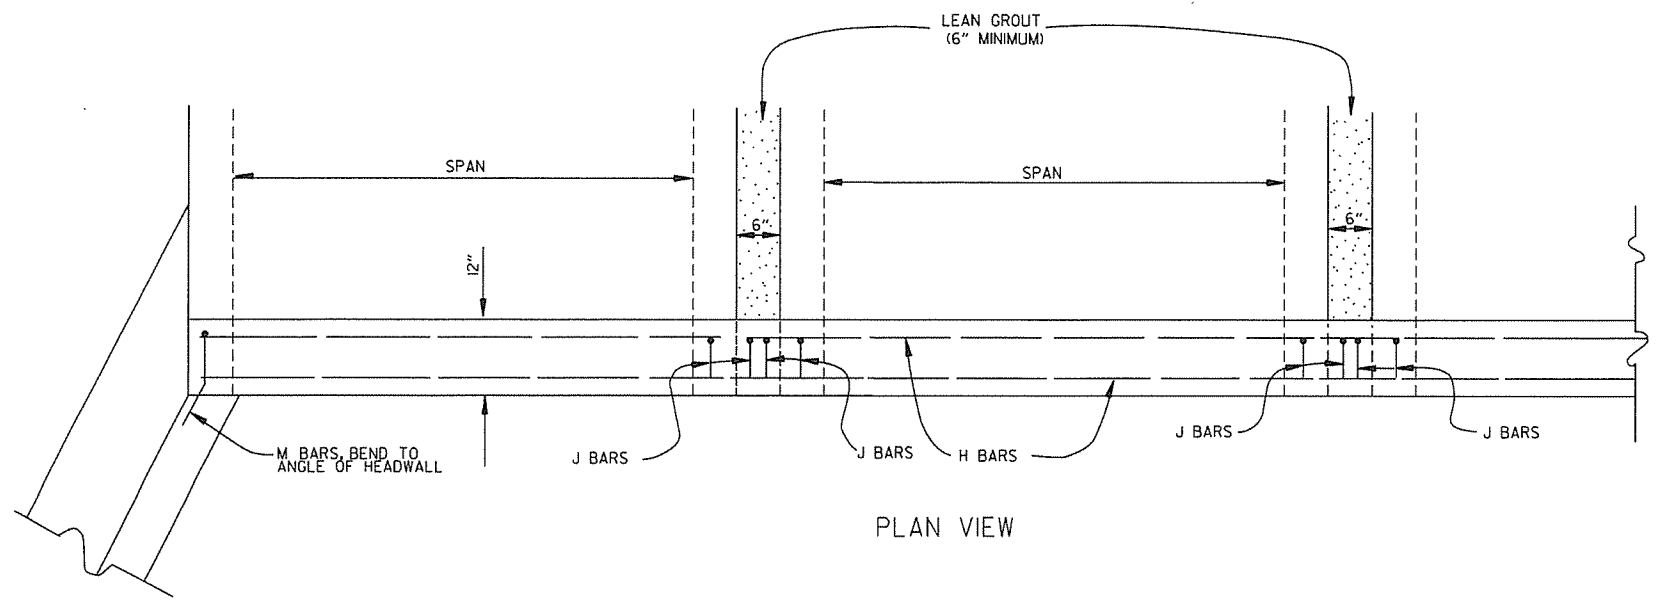 LEAN GROUT
(6" MINIMUM)
SPAN
SPAN
6"
6"
12"
M BARS, BEND TO
ANGLE OF HEADWALL
J BARS
J BARS
H BARS
J BARS
J BARS
PLAN VIEW